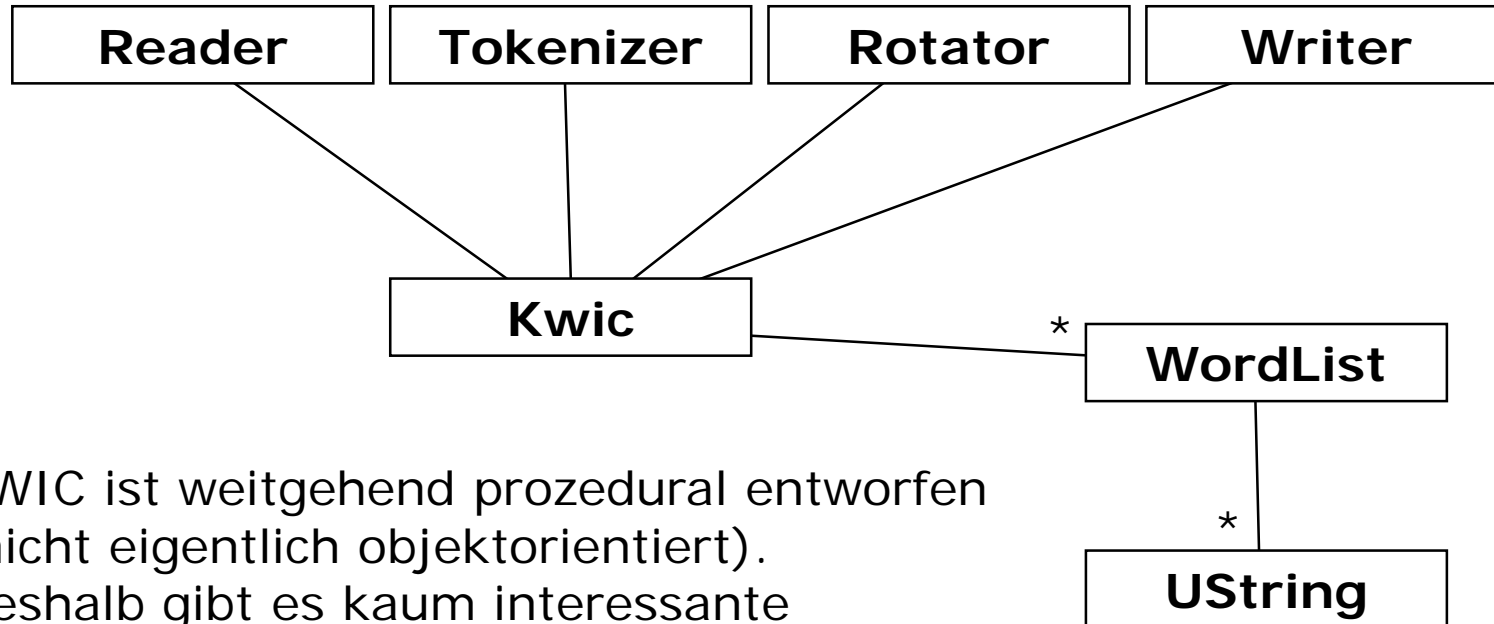 Reader Tokenizer Rotator Writer
Kwic
*
WordList
WIC ist weitgehend prozedural entworfen
nicht eigentlich objektorientiert).
*
eshalb gibt es kaum interessante
UString